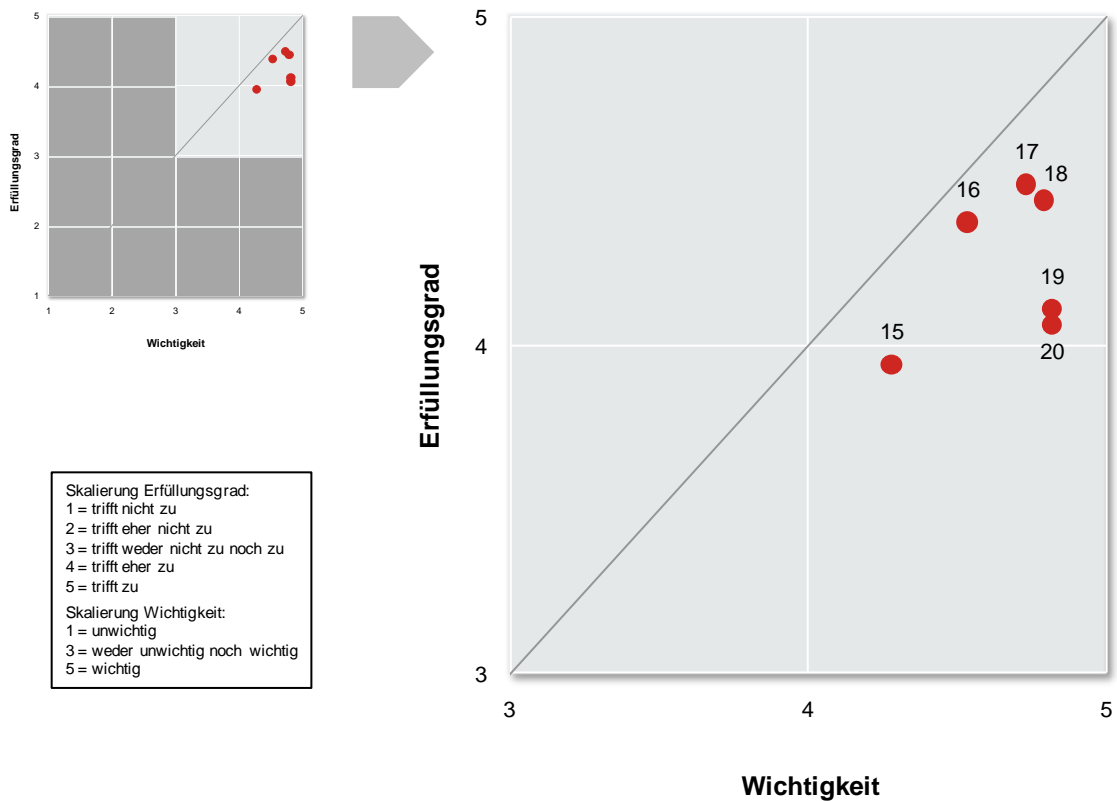 5
4
3
2
1
Erfüllungsgrad
1
2
3
4
5
Wichtigkeit
Skalierung Erfüllungsgrad:
1 = trifft nicht zu
2 = trifft eher nicht zu
3 = trifft weder nicht zu noch zu
4 = trifft eher zu
5 = trifft zu
Skalierung Wichtigkeit:
1 = unwichtig
3 = weder unwichtig noch wichtig
5 = wichtig
5
4
3
Erfüllungsgrad
17
18
16
19
15
20
3
4
5
Wichtigkeit